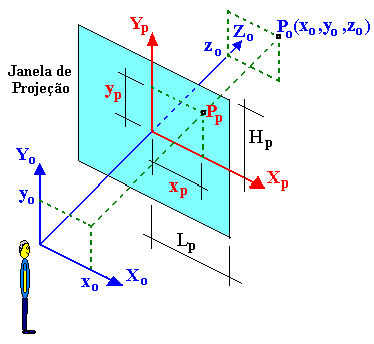 Yp
Zo
Po(xo,yo,zo)
zo
Janela de
Projeção
yp
Pp
Hp
Yo
Xp
xp
yo
Lp
Xo
xo